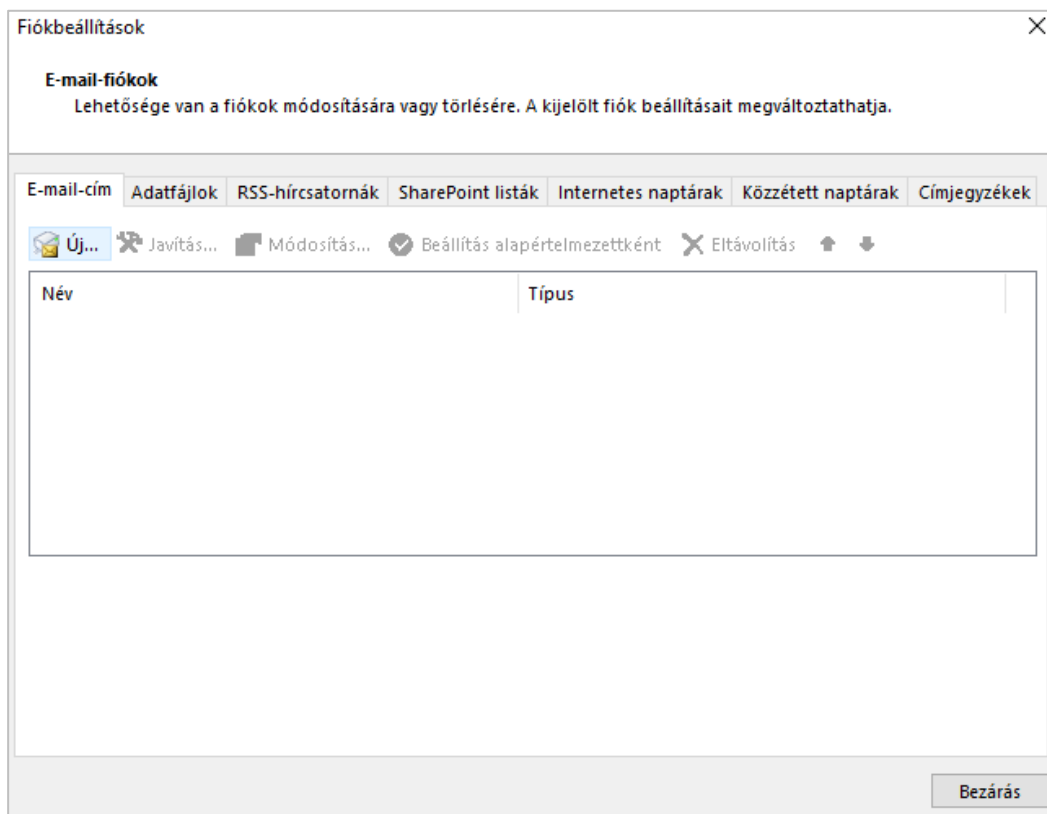 Fiókbeállítások
E-mail-fiókok
Lehetősége van a fiókok módosítására vagy törlésére. A kijelölt fiók beállításait megváltoztathatja.
E-mail-cím Adatfájlok RSS-hírcsatornák SharePoint listák Internetes naptárak Közzétett naptárak Címjegyzékek
Új... Javítás... Módosítás... Beállítás alapértelmezettként Eltávolítás
Név Típus
Bezárás